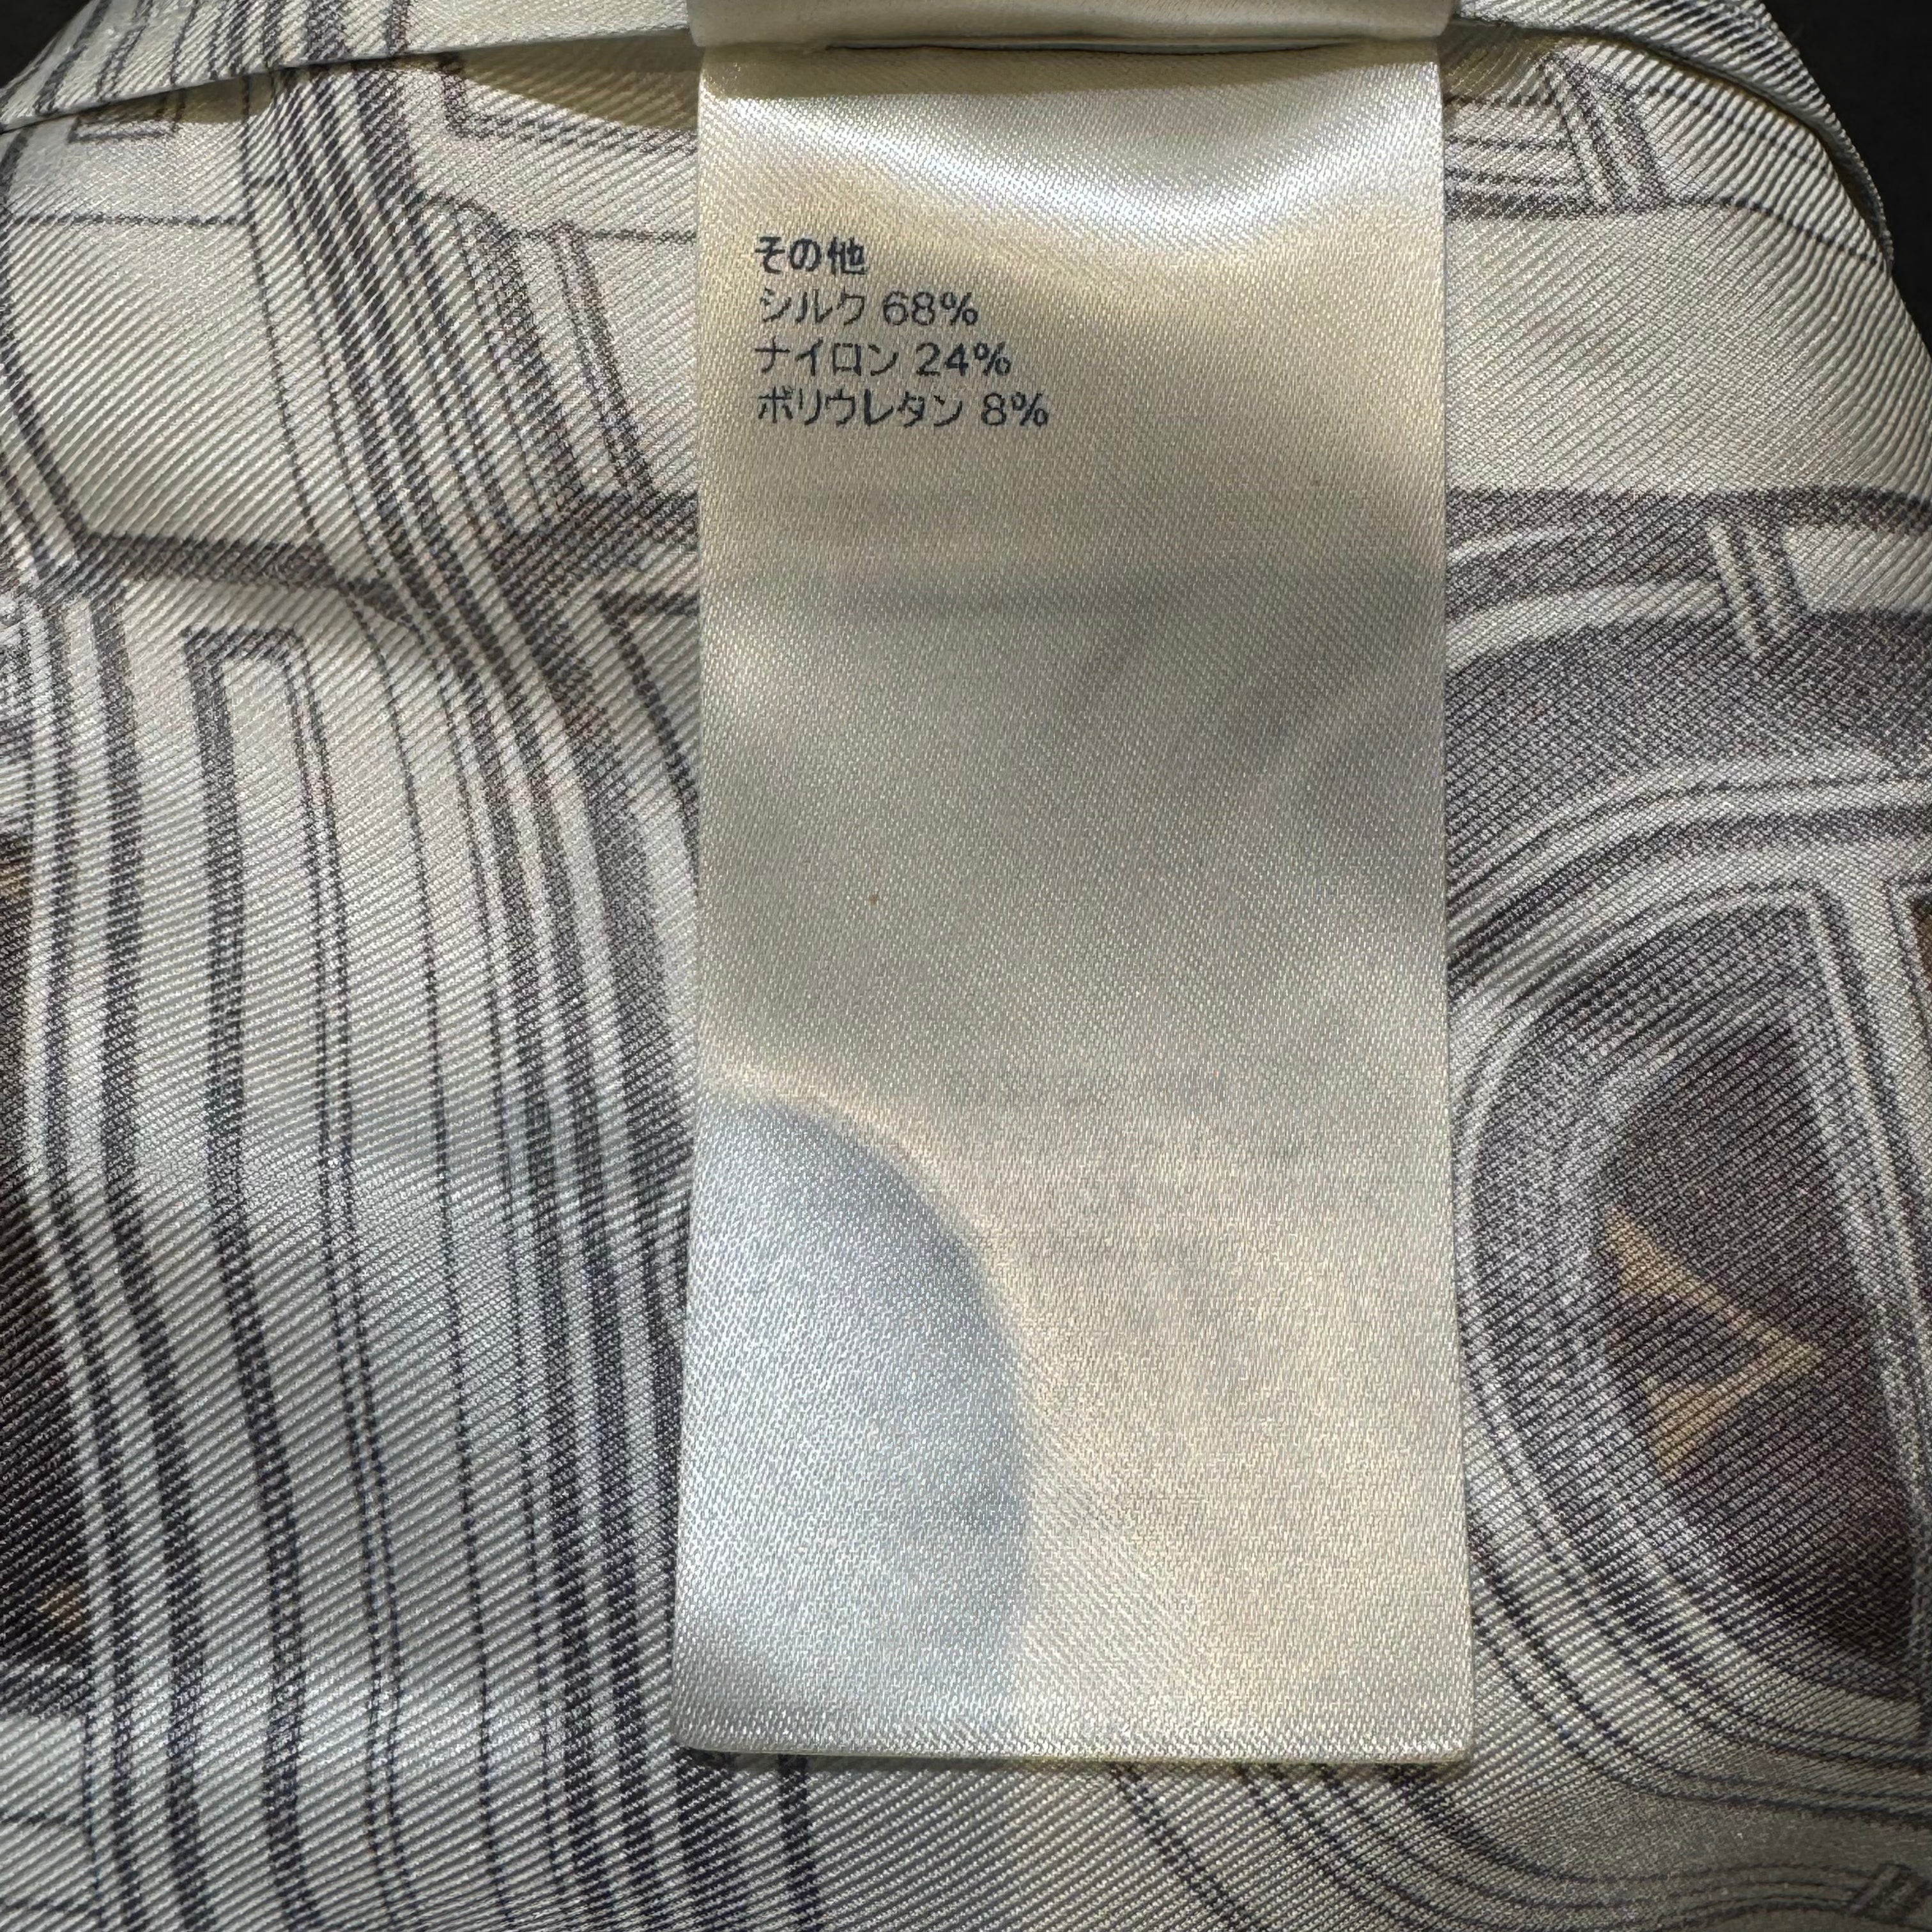 その他
シルク 68%
ナイロン 24%
ポリウレタン 8%